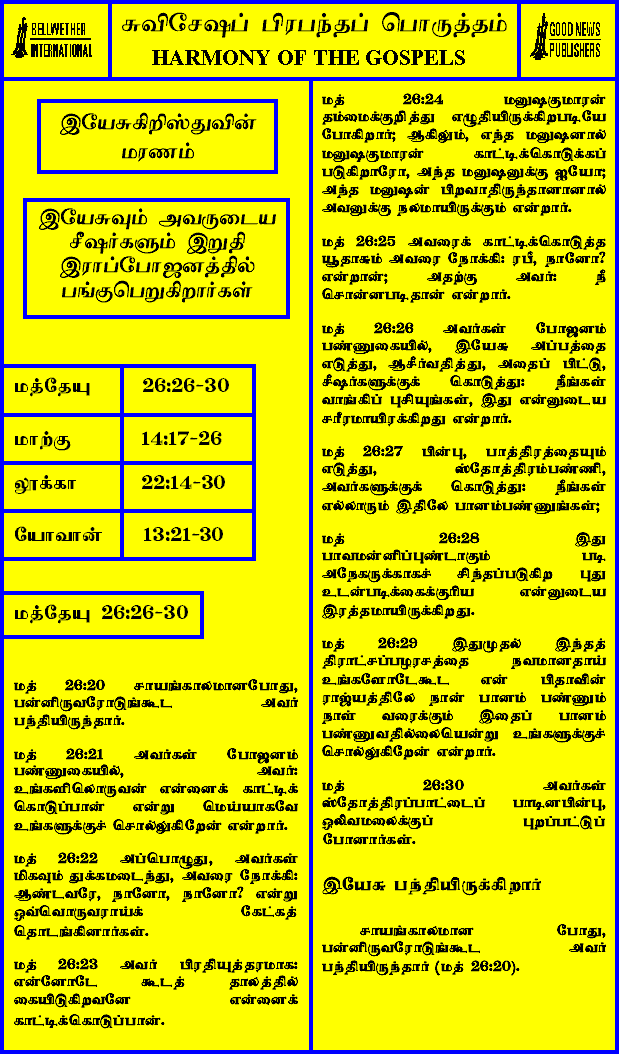 BELLWETHER
INTERNATIONAL
சுவிசேஷப் பிரபந்தப் பொருத்தம்
HARMONY OF THE GOSPELS
GOOD NEWS
PUBLISHERS
இயேசுகிறிஸ்துவின்
மரணம்
இயேசுவும் அவருடைய
சீஷர்களும் இறுதி
இராப்போஜனத்தில்
பங்குபெறுகிறார்கள்
மத்தேயு 26:26-30
மாற்கு 14:17-26
லூக்கா 22:14-30
யோவான் 13:21-30
மத்தேயு 26:26-30
மத் 26:20 சாயங்காலமானபோது,
பன்னிருவரோடுங்கூட அவர்
பந்தியிருந்தார்.
மத் 26:21 அவர்கள் போஜனம்
பண்ணுகையில், அவர்:
உங்களிலொருவன் என்னைக் காட்டிக்
கொடுப்பான் என்று மெய்யாகவே
உங்களுக்குச் சொல்லுகிறேன் என்றார்.
மத் 26:22 அப்பொழுது, அவர்கள்
மிகவும் துக்கமடைந்து, அவரை நோக்கி:
ஆண்டவரே, நானோ, நானோ? என்று
ஒவ்வொருவராய்க் கேட்கத்
தொடங்கினார்கள்.
மத் 26:23 அவர் பிரதியுத்தரமாக:
என்னோடே கூடத் தாலத்தில்
கையிடுகிறவனே என்னைக்
காட்டிக்கொடுப்பான்.
மத் 26:24 மனுஷகுமாரன்
தம்மைக்குறித்து எழுதியிருக்கிறபடியே
போகிறார்; ஆகிலும், எந்த மனுஷனால்
மனுஷகுமாரன் காட்டிக்கொடுக்கப்
படுகிறாரோ, அந்த மனுஷனுக்கு ஐயோ;
அந்த மனுஷன் பிறவாதிருந்தானானால்
அவனுக்கு நலமாயிருக்கும் என்றார்.
மத் 26:25 அவரைக் காட்டிக்கொடுத்த
யூதாசும் அவரை நோக்கி: ரபீ, நானோ?
என்றான்; அதற்கு அவர்: நீ
சொன்னபடிதான் என்றார்.
மத் 26:26 அவர்கள் போஜனம்
பண்ணுகையில், இயேசு அப்பத்தை
எடுத்து, ஆசீர்வதித்து, அதைப் பிட்டு,
சீஷர்களுக்குக் கொடுத்து: நீங்கள்
வாங்கிப் புசியுங்கள், இது என்னுடைய
சரீரமாயிரக்கிறது என்றார்.
மத் 26:27 பின்பு, பாத்திரத்தையும்
எடுத்து, ஸ்தோத்திரம்பண்ணி,
அவர்களுக்குக் கொடுத்து: நீங்கள்
எல்லாரும் இதிலே பானம்பண்ணுங்கள்;
மத் 26:28 இது
பாவமன்னிப்புண்டாகும் படி
அநேகருக்காகச் சிந்தப்படுகிற புது
உடன்படிக்கைக்குரிய என்னுடைய
இரத்தமாயிருக்கிறது.
மத் 26:29 இதுமுதல் இந்தத்
திராட்சப்பழரசத்தை நவமானதாய்
உங்களோடேகூட என் பிதாவின்
ராஜ்யத்திலே நான் பானம் பண்ணும்
நாள் வரைக்கும் இதைப் பானம்
பண்ணுவதில்லையென்று உங்களுக்குச்
சொல்லுகிறேன் என்றார்.
மத் 26:30 அவர்கள்
ஸ்தோத்திரப்பாட்டைப் பாடினபின்பு,
ஒலிவமலைக்குப் புறப்பட்டுப்
போனார்கள்.
இயேசு பந்தியிருக்கிறார்
சாயங்காலமான போது,
பன்னிருவரோடுங்கூட அவர்
பந்தியிருந்தார் (மத் 26:20).